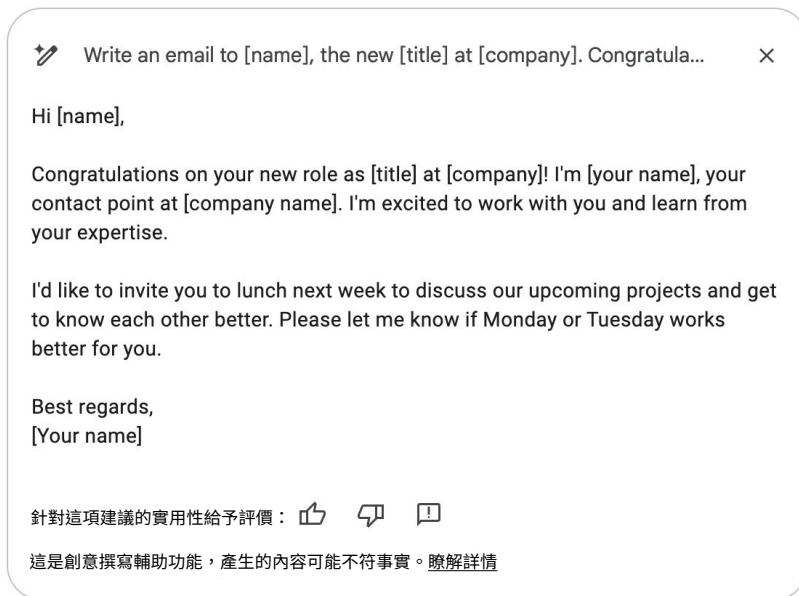 Write an email to [name], the new [title] at [company]. Congratula...
Hi [name],
Congratulations on your new role as [title] at [company]! I'm [your name], your
contact point at [company name]. I'm excited to work with you and learn from
your expertise.
I'd like to invite you to lunch next week to discuss our upcoming projects and get
to know each other better. Please let me know if Monday or Tuesday works
better for you.
Best regards,
[Your name]
針對這項建議的實用性給予評價：
這是創意撰寫輔助功能，產生的內容可能不符事實。瞭解詳情